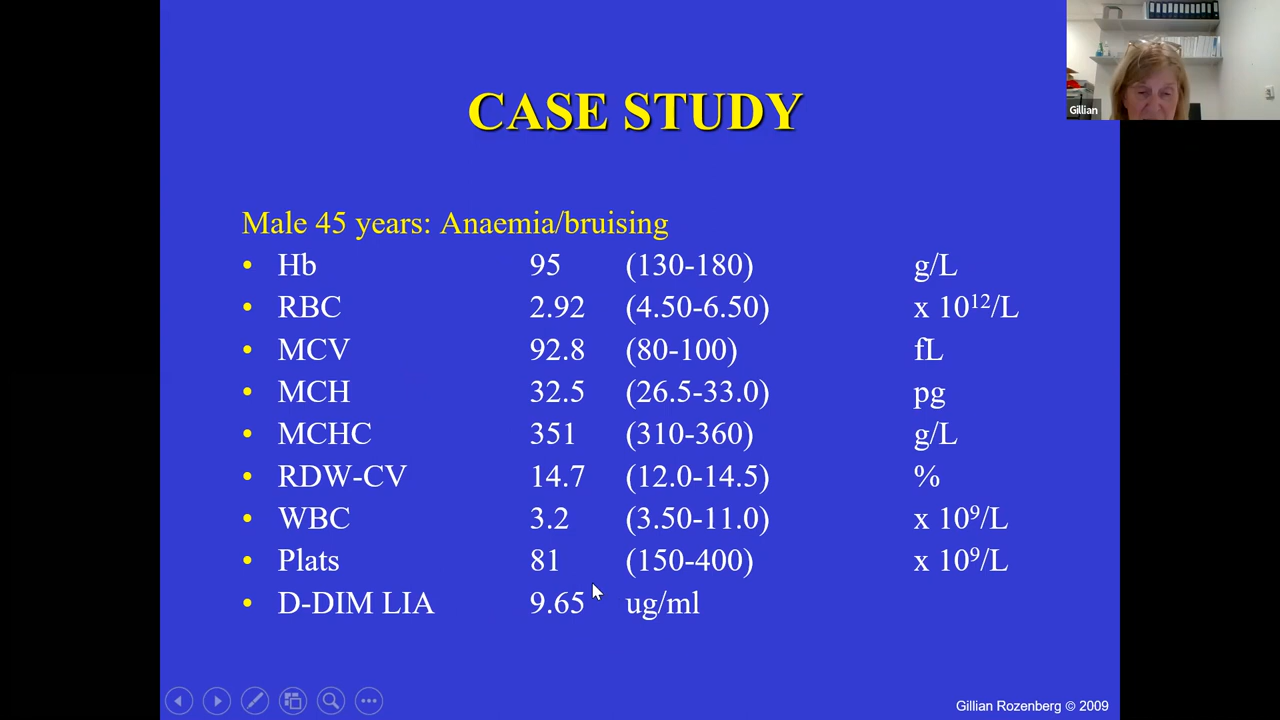 CASE STUDY
Gillian
Male 45 years: Anaemia/bruising
• Hb 95 (130-180) g/L
• RBC 2.92 (4.50-6.50) x 10¹²/L
• MCV 92.8 (80-100) fL
• MCH 32.5 (26.5-33.0) pg
• MCHC 351 (310-360) g/L
• RDW-CV 14.7 (12.0-14.5) %
• WBC 3.2 (3.50-11.0) x 10⁹/L
• Plats 81 (150-400) x 10⁹/L
• D-DIM LIA 9.65 ug/ml
Gillian Rozenberg © 2009